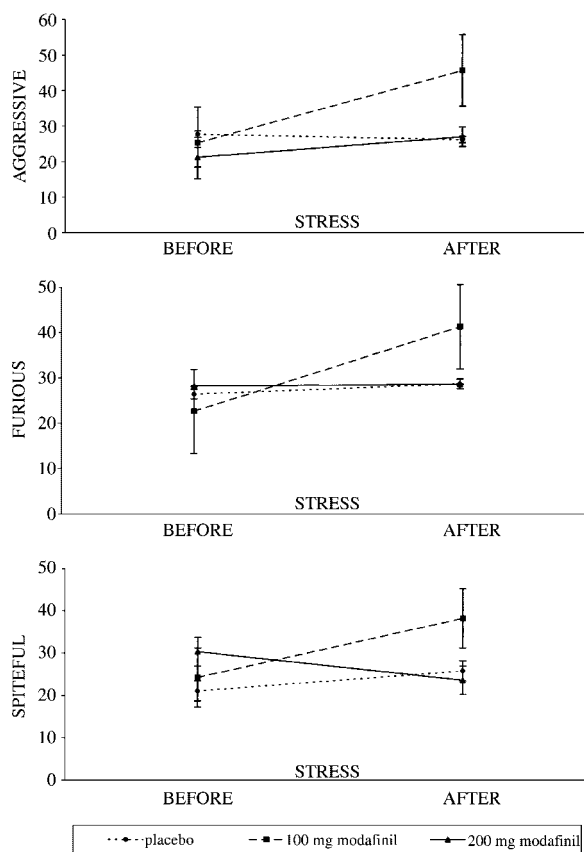 AGGRESSIVE
60
50
40
30
20
10
0
STRESS
BEFORE AFTER
FURIOUS
50
40
30
20
10
0
STRESS
BEFORE AFTER
SPITEFUL
50
40
30
20
10
0
STRESS
BEFORE AFTER
placebo 100 mg modafinil 200 mg modafinil